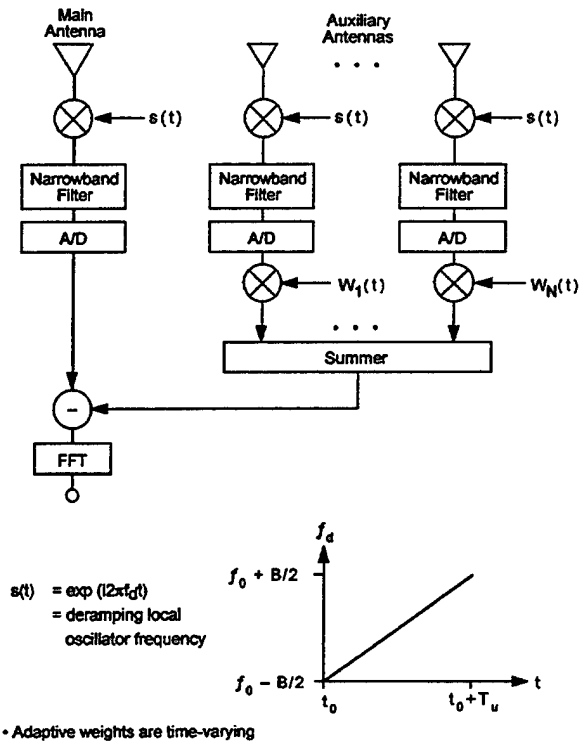 Main
Antenna
Auxiliary
Antennas
. . .
s(t)
s(t)
s(t)
Narrowband
Filter
Narrowband
Filter
Narrowband
Filter
A/D
A/D
A/D
W1(t)
WN(t)
. . .
Summer
–
FFT
fd
f0 + B/2
f0 – B/2
t0
t0 + Tu
t
s(t) = exp (i2πfdt)
= deramping local
oscillator frequency
• Adaptive weights are time-varying